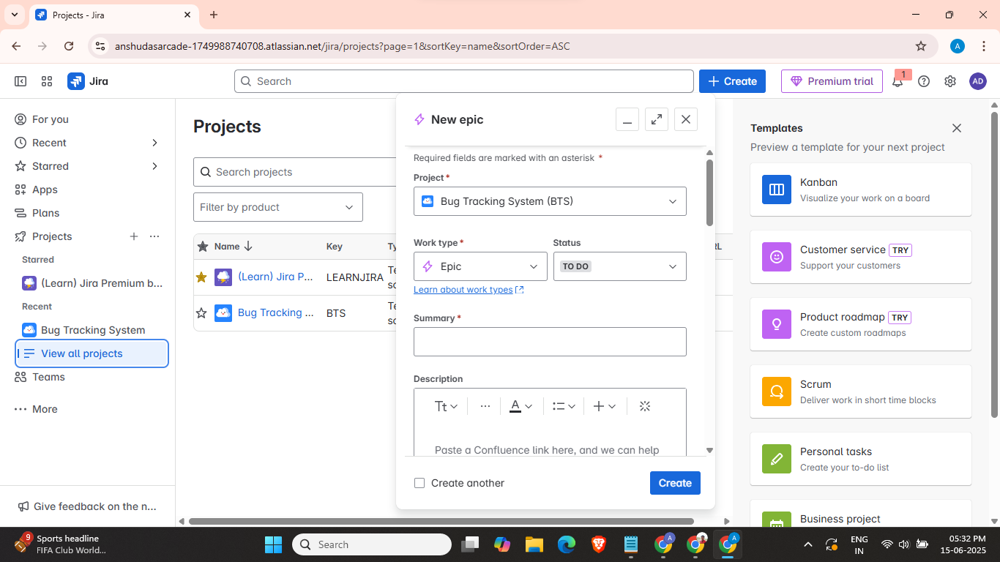 Projects - Jira
anshudasarcade-1749988740708.atlassian.net/jira/projects?page=1&sortKey=name&sortOrder=ASC
A
Jira
Search
Create
Premium trial
1
AD
For you
Recent
Starred
Apps
Plans
Projects
Starred
(Learn) Jira Premium b...
Recent
Bug Tracking System
View all projects
Teams
More
Give feedback on the n...
Projects
Search projects
Filter by product
Name
Key
(Learn) Jira P...
LEARNJIRA
Bug Tracking ...
BTS
New epic
Required fields are marked with an asterisk *
Project *
Bug Tracking System (BTS)
Work type *
Status
Epic
TO DO
Learn about work types
Summary *
Description
Tt
A
Paste a Confluence link here, and we can help
Create another
Create
Templates
Preview a template for your next project
Kanban
Visualize your work on a board
Customer service TRY
Support your customers
Product roadmap TRY
Create custom roadmaps
Scrum
Deliver work in short time blocks
Personal tasks
Create your to-do list
Business project
9
Sports headline
FIFA Club World...
Search
A
A
ENG
IN
05:32 PM
15-06-2025